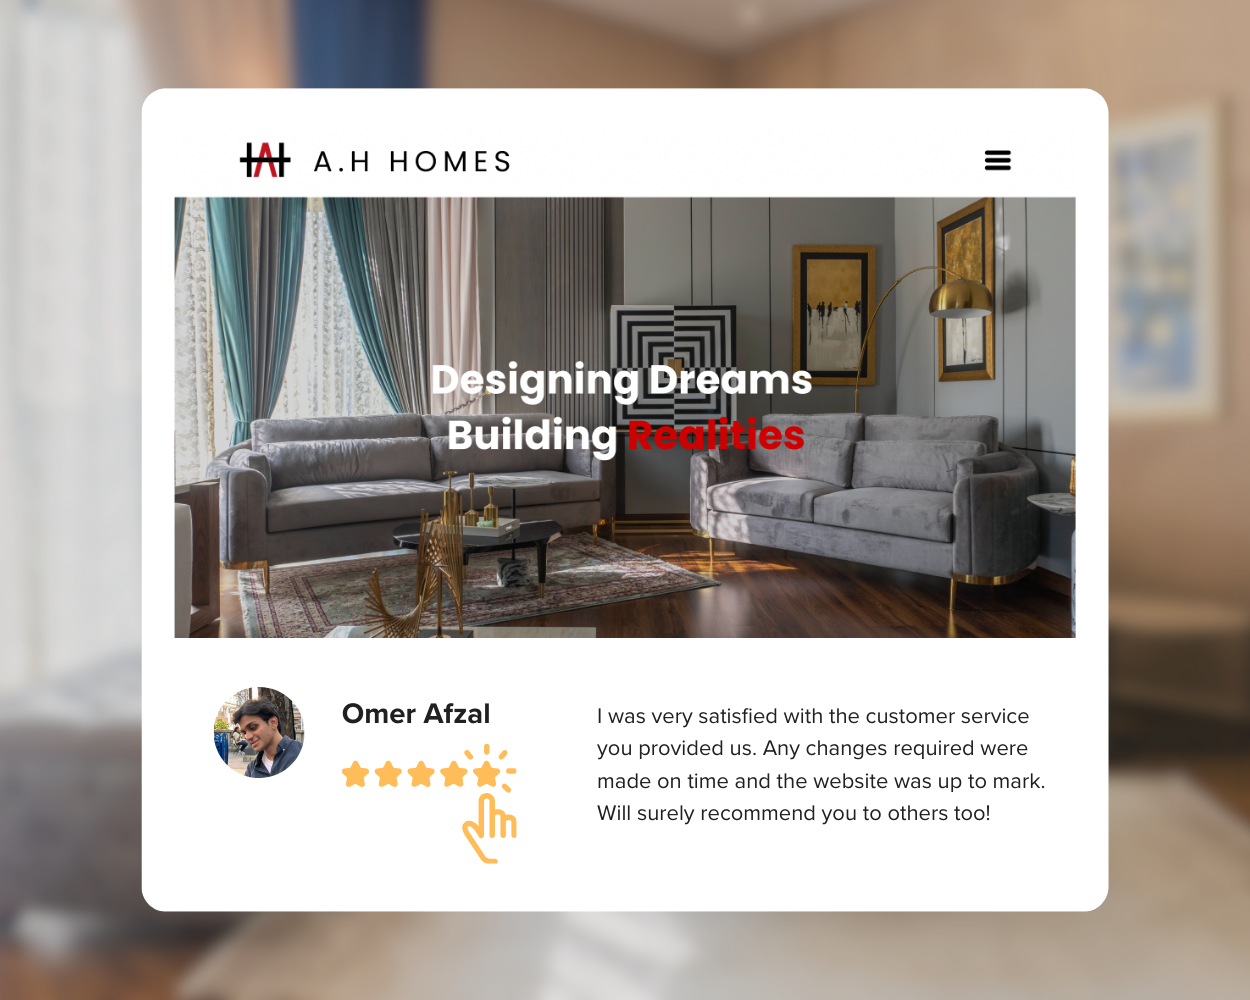 A.H HOMES
Designing Dreams
Building Realities
Omer Afzal
I was very satisfied with the customer service
you provided us. Any changes required were
made on time and the website was up to mark.
Will surely recommend you to others too!